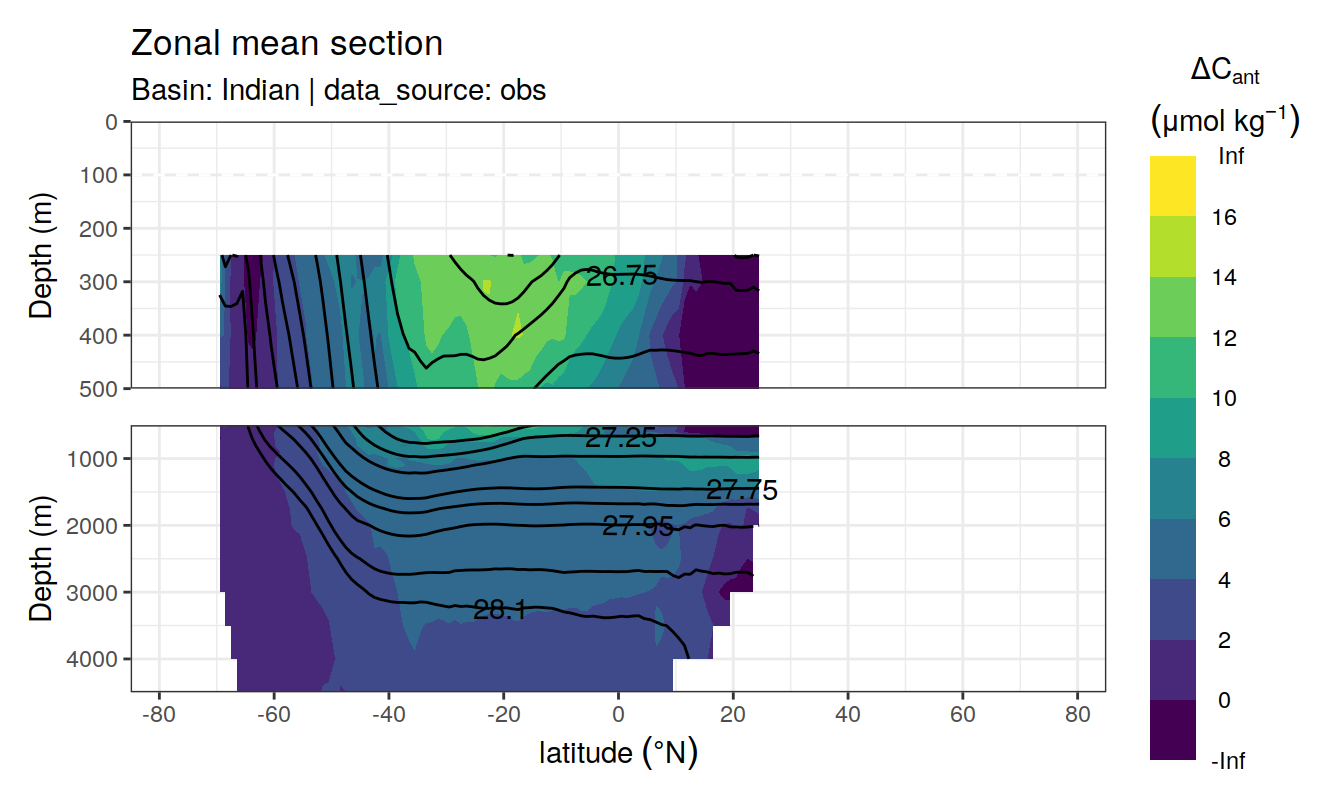 Zonal mean section
Basin: Indian | data_source: obs
ΔC_ant
(μmol kg⁻¹)
Inf
16
14
12
10
8
6
4
2
0
-Inf
Depth (m)
0
100
200
300
400
500
26.75
Depth (m)
1000
2000
3000
4000
27.25
27.75
27.95
28.1
-80 -60 -40 -20 0 20 40 60 80
latitude (°N)